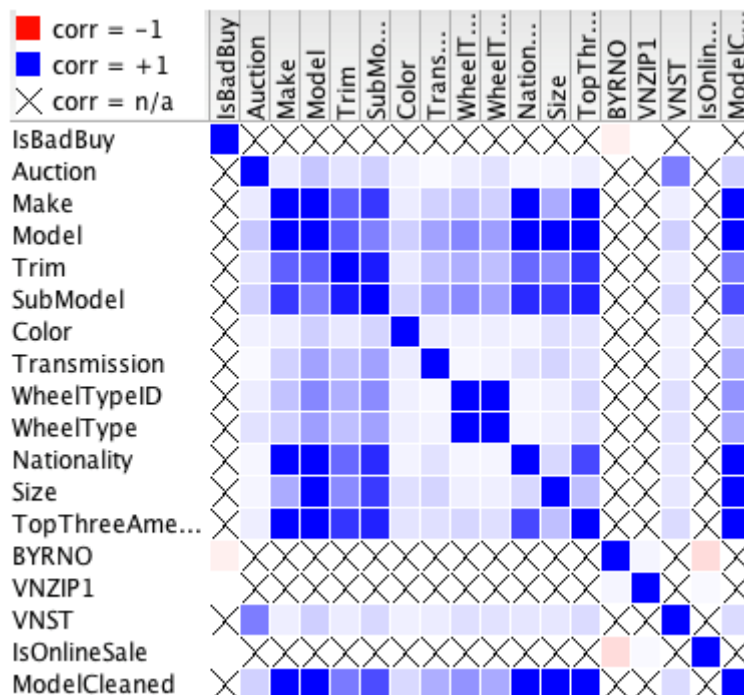 corr = -1
corr = +1
corr = n/a
IsBadBuy
Auction
Make
Model
Trim
SubMo...
Color
Trans...
WheelT...
WheelT...
Nation...
Size
TopThr...
BYRNO
VNZIP1
VNST
IsOnlin...
ModelC...
IsBadBuy
Auction
Make
Model
Trim
SubModel
Color
Transmission
WheelTypeID
WheelType
Nationality
Size
TopThreeAme...
BYRNO
VNZIP1
VNST
IsOnlineSale
ModelCleaned